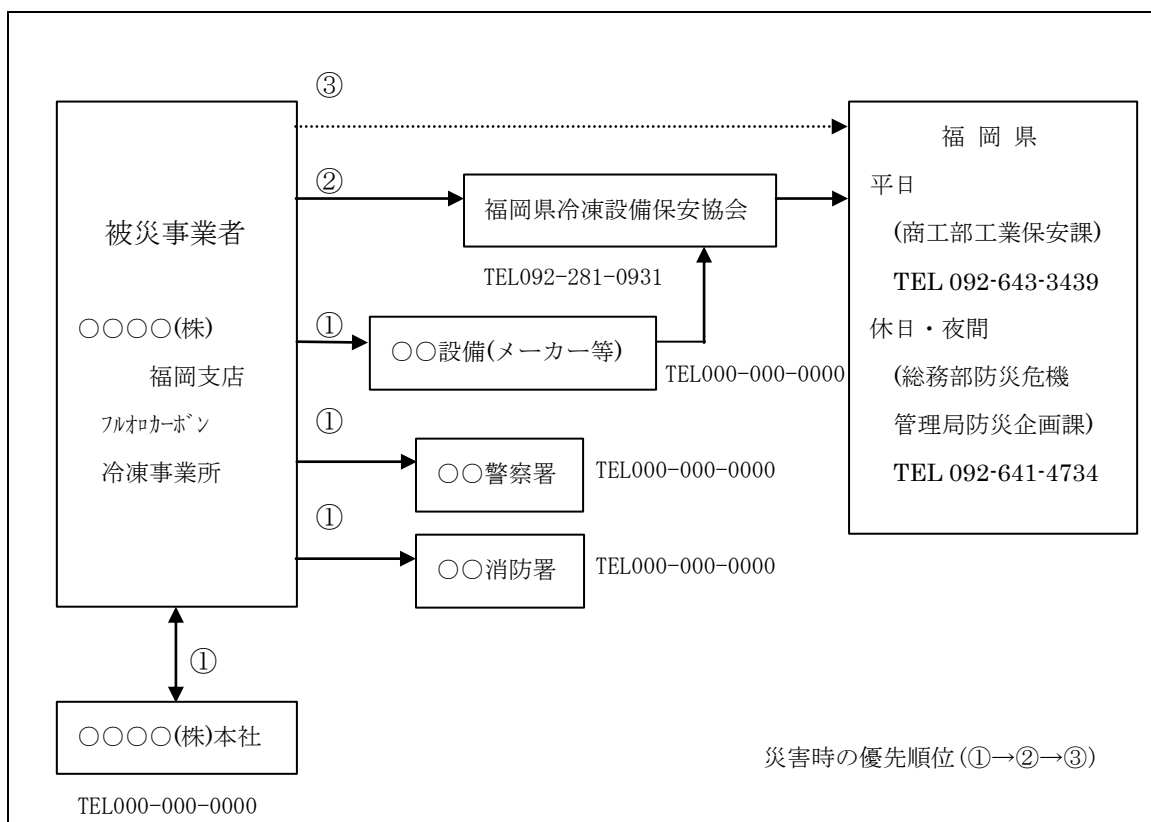 ③
②
①
①
①
①
被災事業者
○○○○(株)
福岡支店
ﾌﾙｵﾛｶｰﾎﾞﾝ
冷凍事業所
福岡県冷凍設備保安協会
TEL092-281-0931
○○設備(メーカー等)
TEL000-000-0000
○○警察署
TEL000-000-0000
○○消防署
TEL000-000-0000
福 岡 県
平日
(商工部工業保安課)
TEL 092-643-3439
休日・夜間
(総務部防災危機
管理局防災企画課)
TEL 092-641-4734
○○○○(株)本社
TEL000-000-0000
災害時の優先順位(①→②→③)